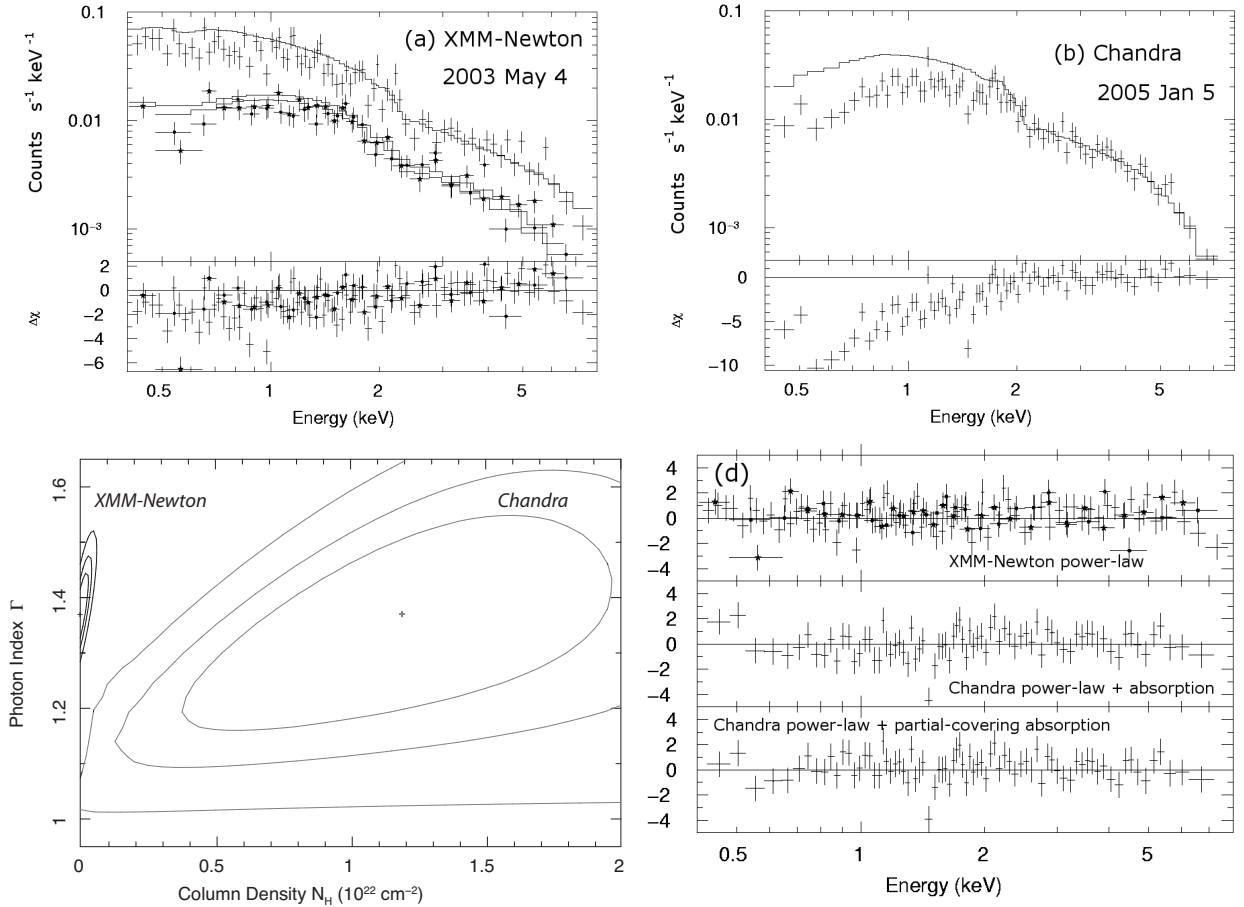 (a) XMM-Newton
2003 May 4
Counts s⁻¹ keV⁻¹
0.1
0.01
10⁻³
Δχ
2
0
−2
−4
−6
0.5 1 2 5
Energy (keV)
(b) Chandra
2005 Jan 5
Counts s⁻¹ keV⁻¹
0.1
0.01
10⁻³
Δχ
0
−5
−10
0.5 1 2 5
Energy (keV)
XMM-Newton
Chandra
Photon Index Γ
1.6
1.4
1.2
1
0 0.5 1 1.5 2
Column Density N_H (10²² cm⁻²)
(d)
4
2
0
−2
−4
XMM-Newton power-law
4
2
0
−2
−4
Chandra power-law + absorption
Chandra power-law + partial-covering absorption
4
2
0
−2
−4
0.5 1 2 5
Energy (keV)